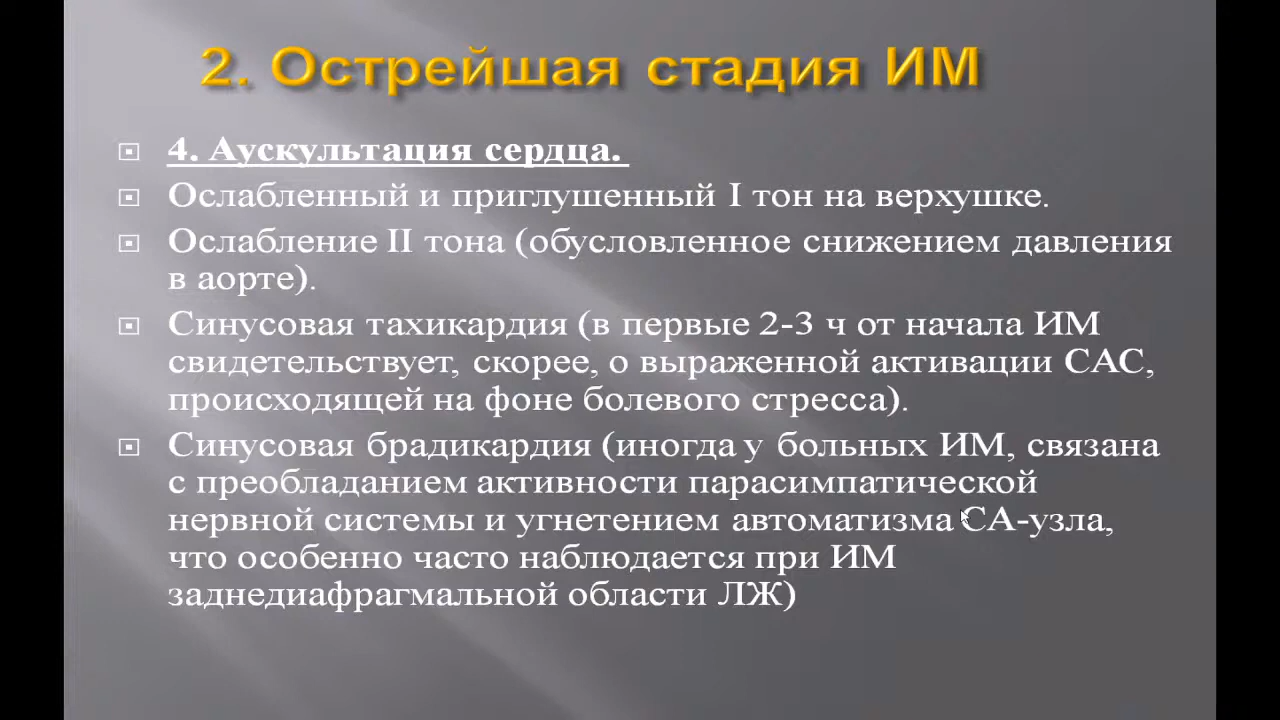 2. Острейшая стадия ИМ
4. Аускультация сердца.
Ослабленный и приглушенный I тон на верхушке.
Ослабление II тона (обусловленное снижением давления
в аорте).
Синусовая тахикардия (в первые 2-3 ч от начала ИМ
свидетельствует, скорее, о выраженной активации САС,
происходящей на фоне болевого стресса).
Синусовая брадикардия (иногда у больных ИМ, связана
с преобладанием активности парасимпатической
нервной системы и угнетением автоматизма СА-узла,
что особенно часто наблюдается при ИМ
заднедиафрагмальной области ЛЖ)